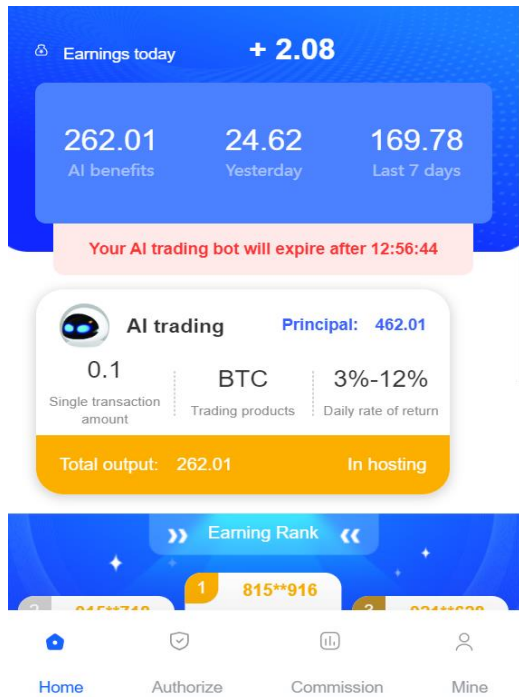 Earnings today + 2.08
262.01 24.62 169.78
AI benefits Yesterday Last 7 days
Your AI trading bot will expire after 12:56:44
AI trading Principal: 462.01
0.1 BTC 3%-12%
Single transaction amount Trading products Daily rate of return
Total output: 262.01 In hosting
Earning Rank
1 815**916
Home Authorize Commission Mine